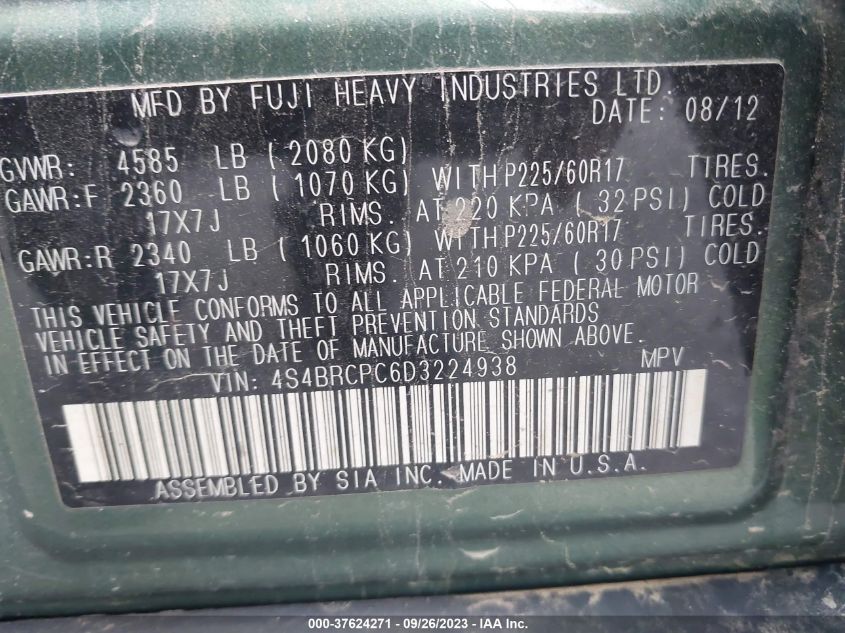 MFD BY FUJI HEAVY INDUSTRIES LTD.
DATE: 08/12
GVWR: 4585 LB (2080 KG)
GAWR:F 2360 LB (1070 KG) WITH P225/60R17 TIRES.
17X7J RIMS. AT 220 KPA (32 PSI) COLD
GAWR:R 2340 LB (1060 KG) WITH P225/60R17 TIRES.
17X7J RIMS. AT 210 KPA (30 PSI) COLD
THIS VEHICLE CONFORMS TO ALL APPLICABLE FEDERAL MOTOR
VEHICLE SAFETY AND THEFT PREVENTION STANDARDS
IN EFFECT ON THE DATE OF MANUFACTURE SHOWN ABOVE.
VIN: 4S4BRCPC6D3224938 MPV
ASSEMBLED BY SIA INC. MADE IN U.S.A.
000-37624271 - 09/26/2023 - IAA Inc.